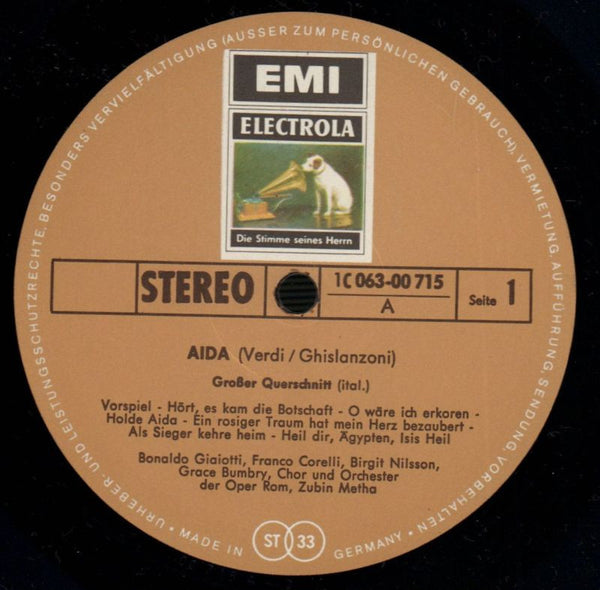 URHEBER- UND LEISTUNGSSCHUTZRECHTE, BESONDERS VERVIELFÄLTIGUNG (AUSSER ZUM PERSÖNLICHEN GEBRAUCH), VERMIETUNG, AUFFÜHRUNG, SENDUNG, VORBEHALTEN
EMI
ELECTROLA
Die Stimme seines Herrn
STEREO
1C 063-00 715
A
Seite 1
AIDA (Verdi / Ghislanzoni)
Großer Querschnitt (ital.)
Vorspiel - Hört, es kam die Botschaft - O wäre ich erkoren -
Holde Aida - Ein rosiger Traum hat mein Herz bezaubert -
Als Sieger kehre heim - Heil dir, Ägypten, Isis Heil
Bonaldo Giaiotti, Franco Corelli, Birgit Nilsson,
Grace Bumbry, Chor und Orchester
der Oper Rom, Zubin Metha
• MADE IN GERMANY •
ST 33